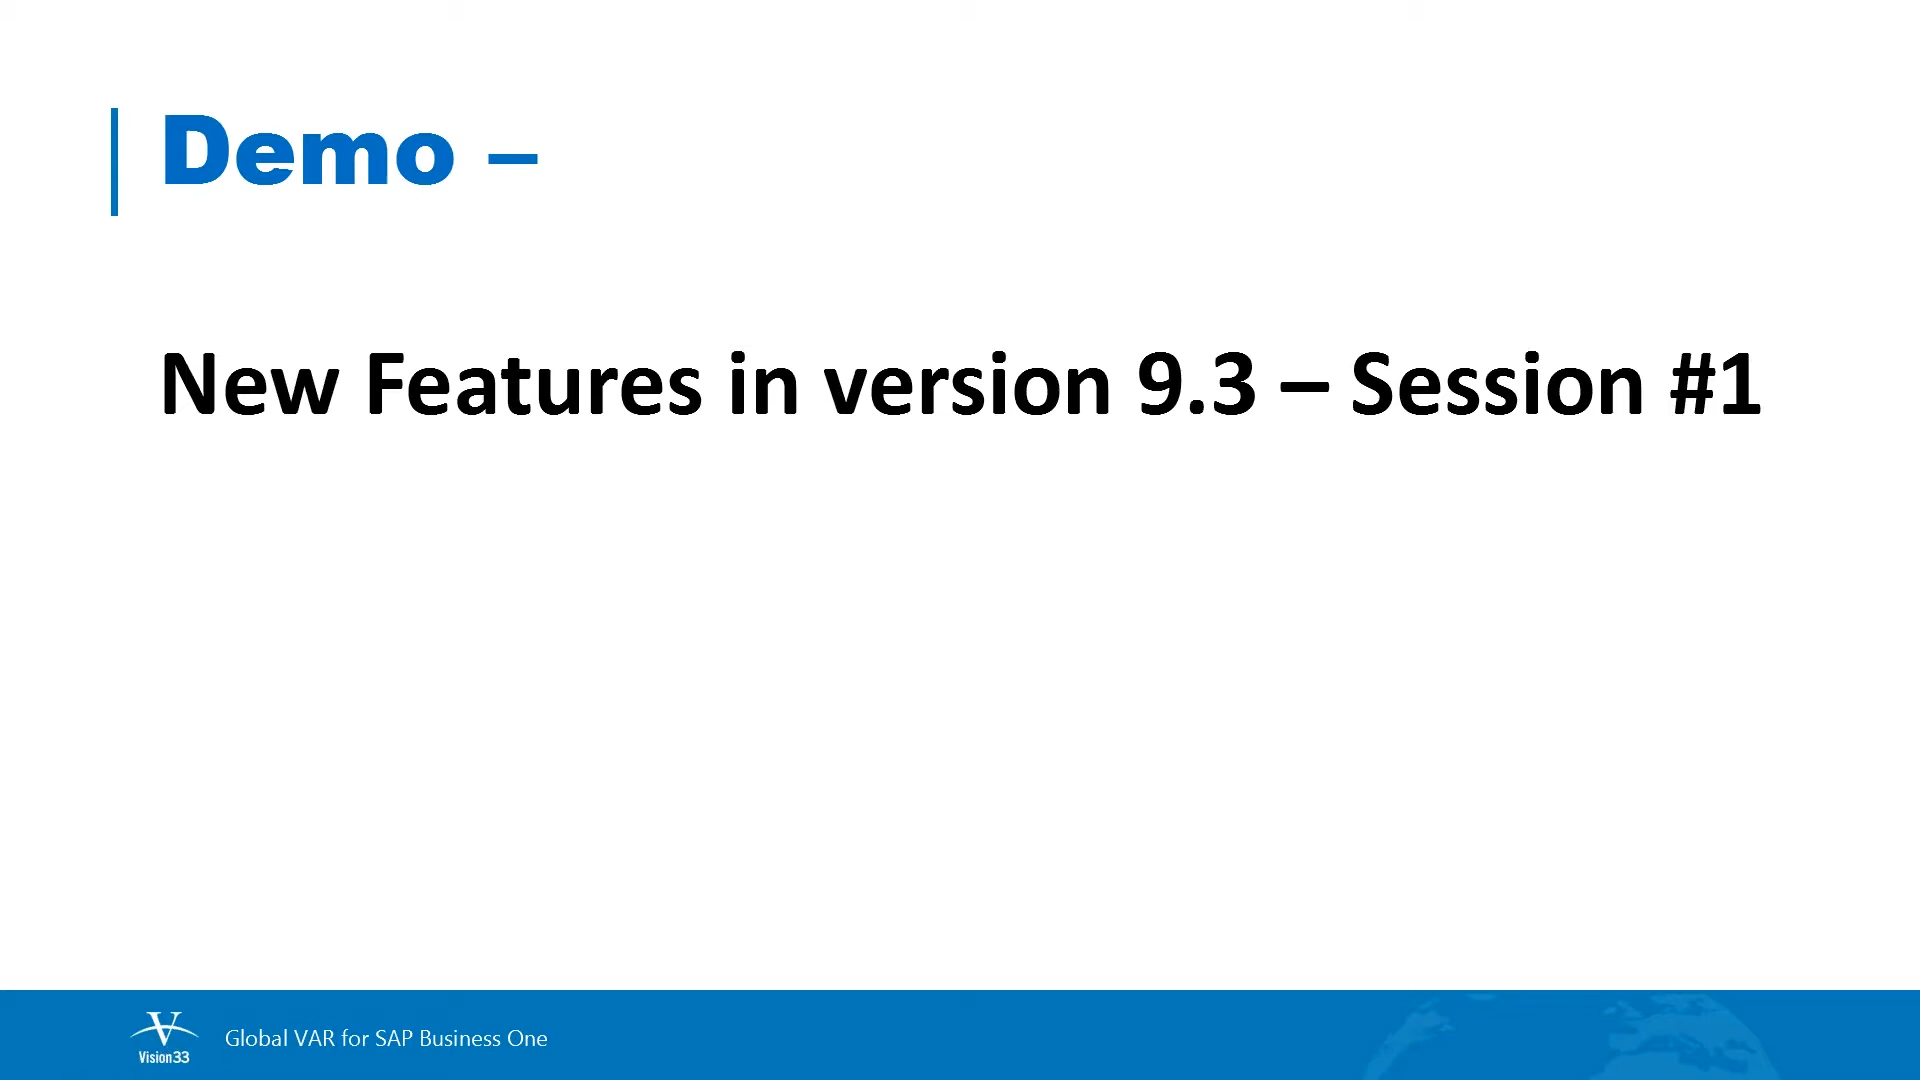 Demo –
New Features in version 9.3 – Session #1
Vision33
Global VAR for SAP Business One